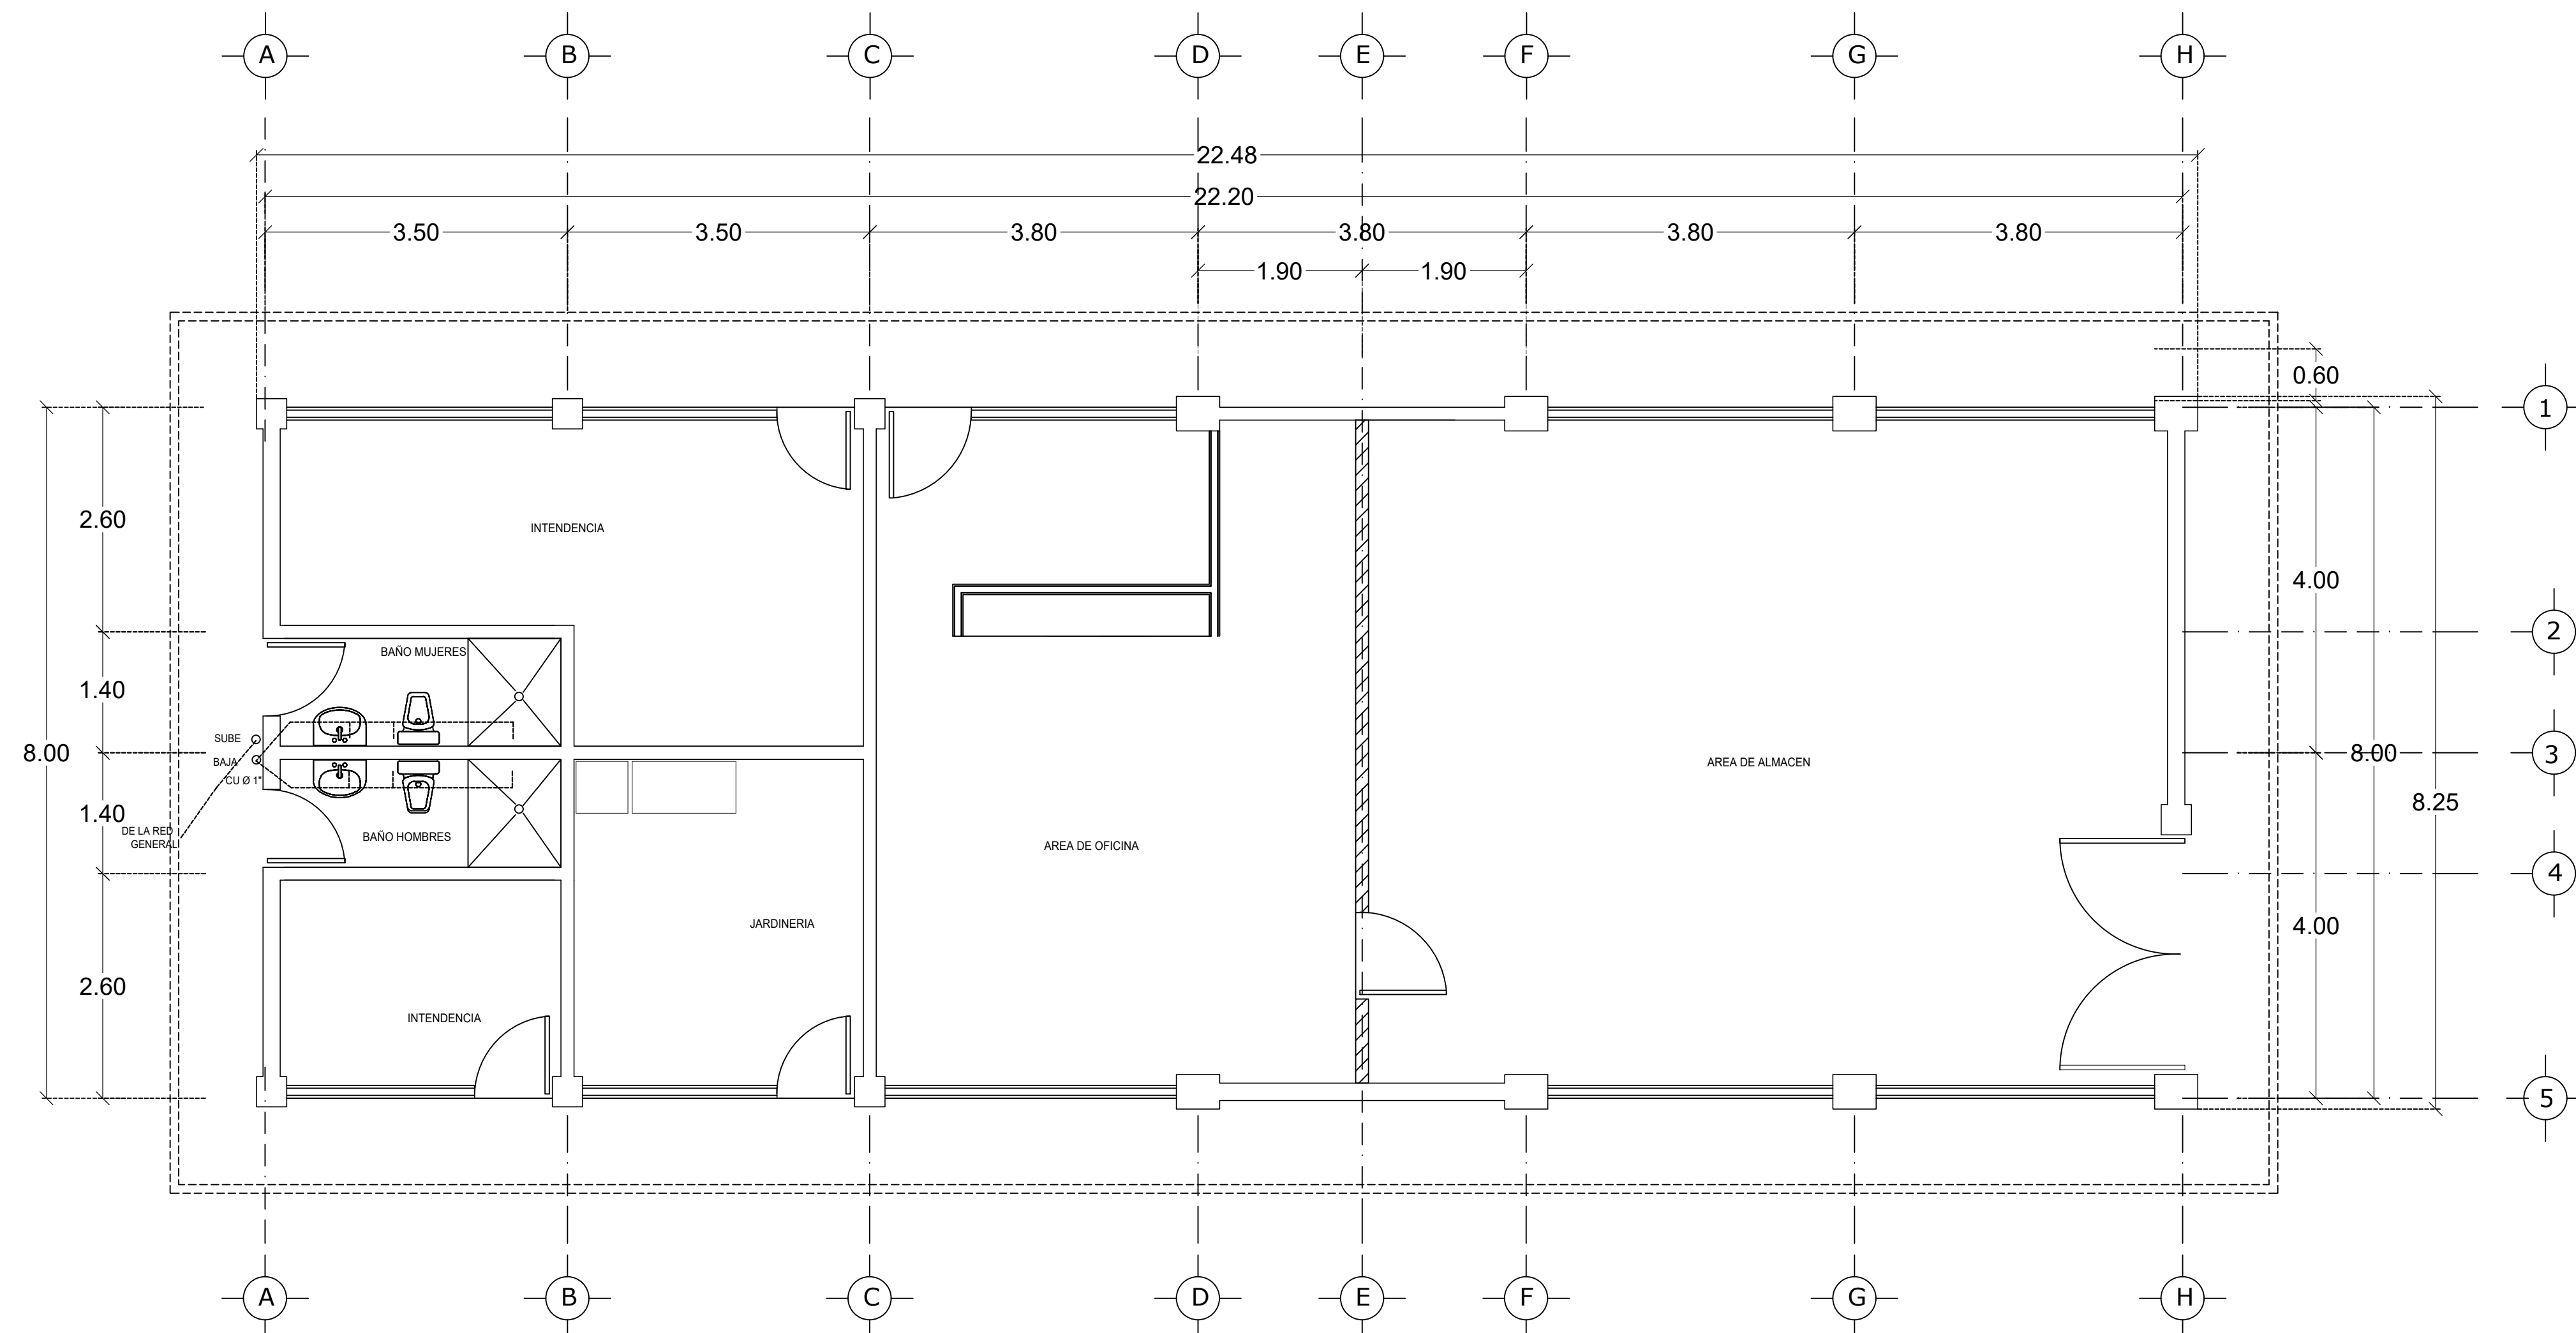 A B C D E F G H
22.48
22.20
3.50 3.50 3.80 3.80 3.80 3.80
1.90 1.90
0.60
1
2.60
INTENDENCIA
4.00
2
BAÑO MUJERES
1.40
SUBE
8.00
BAJA
AREA DE ALMACEN
8.00
3
CU Ø 1"
8.25
1.40
DE LA RED
GENERAL
BAÑO HOMBRES
AREA DE OFICINA
4
JARDINERIA
4.00
2.60
INTENDENCIA
5
A B C D E F G H